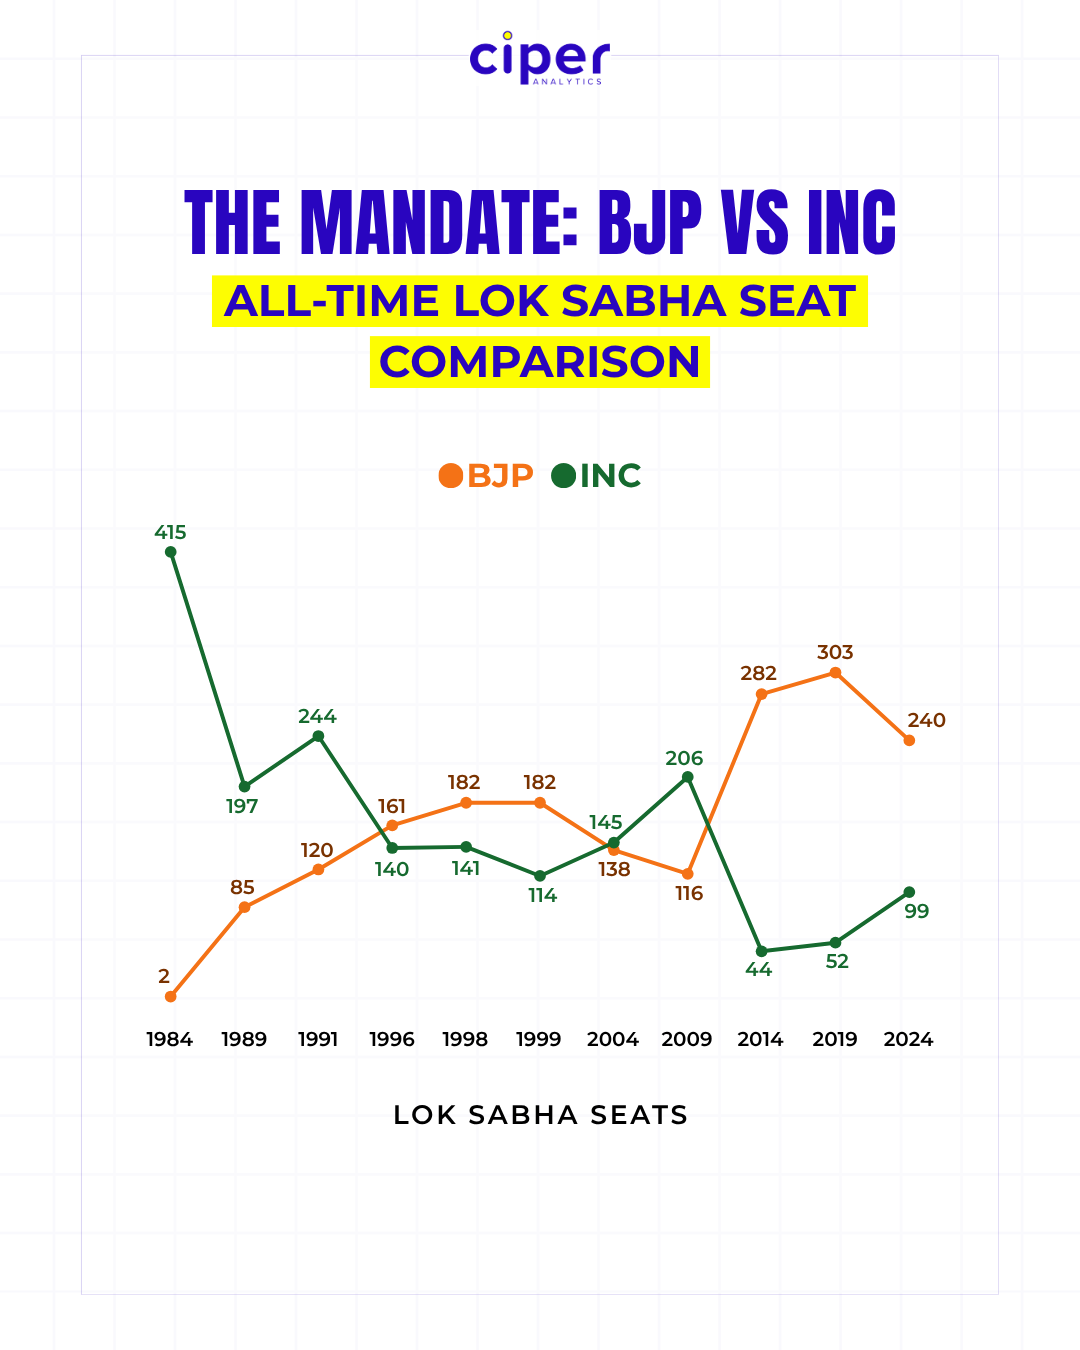 ciper
ANALYTICS
THE MANDATE: BJP VS INC
ALL-TIME LOK SABHA SEAT
COMPARISON
BJP INC
415
303
282
244
240
206
182 182
197
161
145
120
140
141
138
85
114
116
99
2
44
52
1984 1989 1991 1996 1998 1999 2004 2009 2014 2019 2024
LOK SABHA SEATS